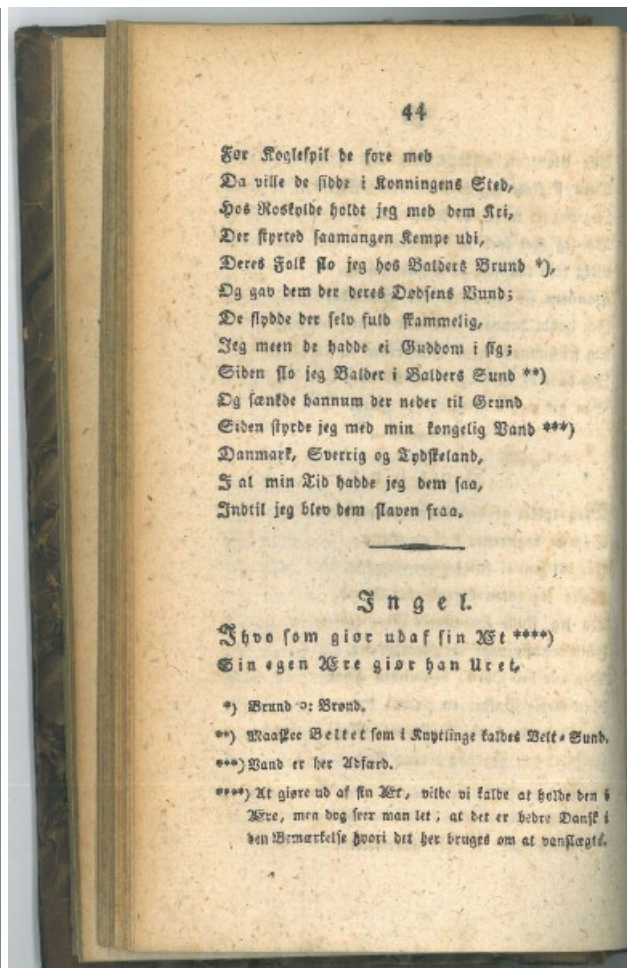 44
Før Koglespil de fore med
Da ville de sidde i Konningens Sted,
Hos Roskylde holdt jeg med dem Kri,
Der styrted saamangen Kempe udi,
Deres Folk slo jeg hos Balders Brund *),
Og gav dem der deres Dødsens Vund;
De flydde der selv fuld skammelig,
Jeg meen de hadde ei Guddom i sig;
Siden slo jeg Balder i Balders Sund **)
Og sænkde hannum der neder til Grund
Siden styrde jeg med min kongelig Vand ***)
Danmark, Sverrig og Tydskeland,
I al min Tid hadde jeg dem saa,
Indtil jeg blev dem slaven fraa.
Ingel.
Ihvo som giør udaf sin Æt ****)
Sin egen Ære giør han Uret,
*) Brund ɔ: Brønd.
**) Maaskee Beltet som i Knytlinge kaldes Belt-Sund.
***) Vand er her Adfærd.
****) At giøre ud af sin Æt, vilde vi kalde at holde den i
Ære, men dog seer man let, at det er bedre Dansk i
den Bemærkelse hvori det her bruges om at vanslægte.